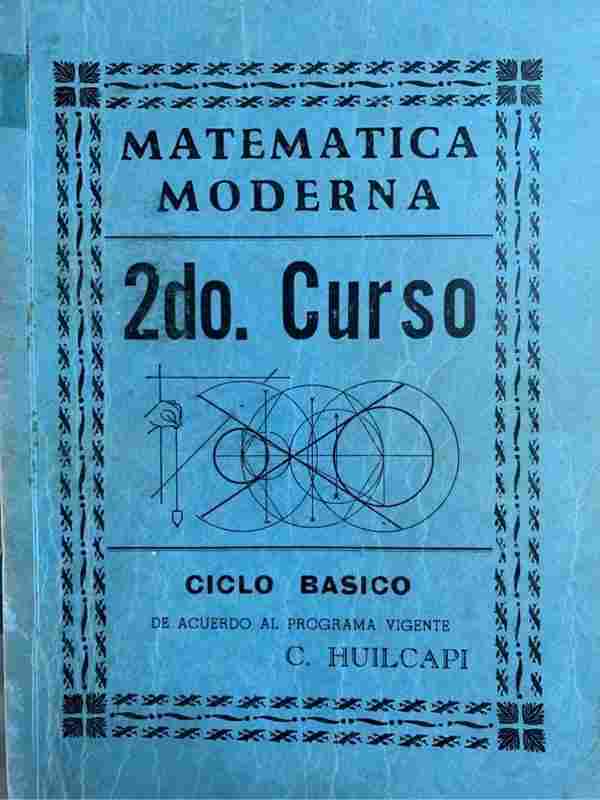 MATEMATICA
MODERNA
2do. Curso
CICLO BASICO
DE ACUERDO AL PROGRAMA VIGENTE
C. HUILCAPI